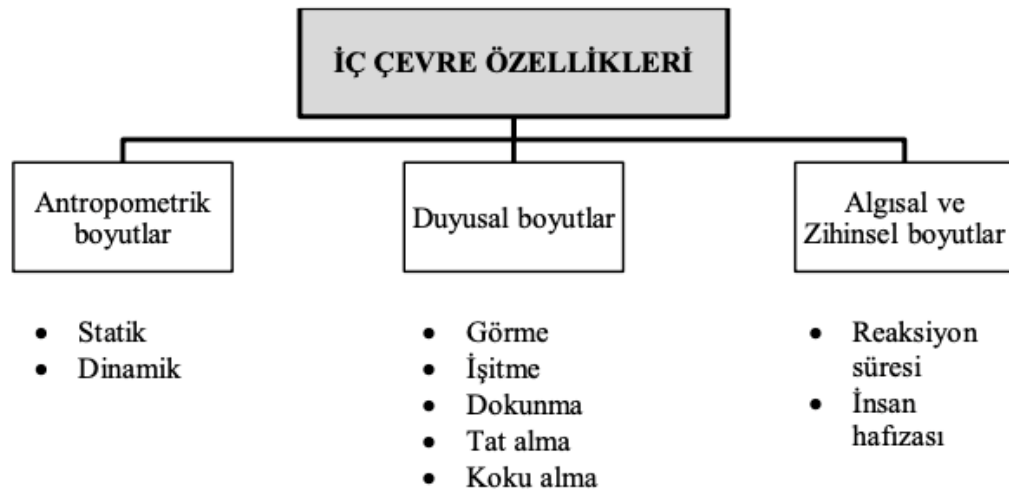 İÇ ÇEVRE ÖZELLİKLERİ
Antropometrik
boyutlar
Duyusal boyutlar
Algısal ve
Zihinsel boyutlar
• Statik
• Dinamik
• Görme
• İşitme
• Dokunma
• Tat alma
• Koku alma
• Reaksiyon
süresi
• İnsan
hafızası